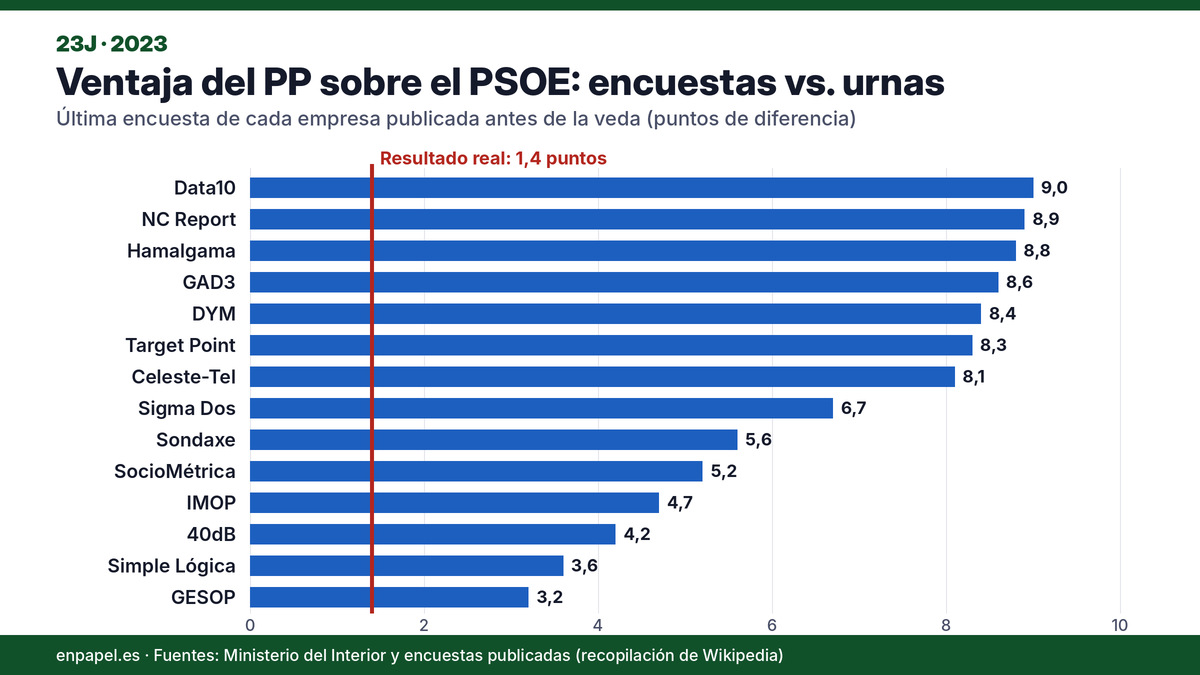 23J · 2023
Ventaja del PP sobre el PSOE: encuestas vs. urnas
Última encuesta de cada empresa publicada antes de la veda (puntos de diferencia)
Resultado real: 1,4 puntos
Data10 9,0
NC Report 8,9
Hamalgama 8,8
GAD3 8,6
DYM 8,4
Target Point 8,3
Celeste-Tel 8,1
Sigma Dos 6,7
Sondaxe 5,6
SocioMétrica 5,2
IMOP 4,7
40dB 4,2
Simple Lógica 3,6
GESOP 3,2
0 2 4 6 8 10
enpapel.es · Fuentes: Ministerio del Interior y encuestas publicadas (recopilación de Wikipedia)